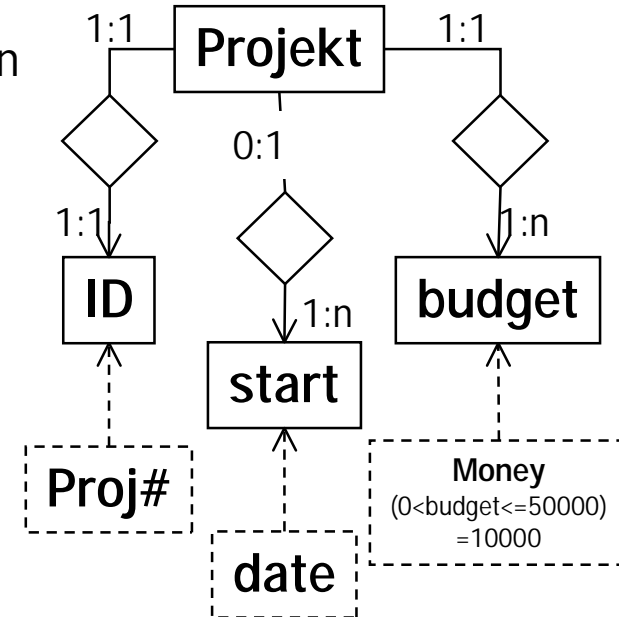 1:1
Projekt
1:1
n
0:1
1:1
1:n
ID
budget
1:n
start
Proj#
Money
(0<budget<=50000)
=10000
date